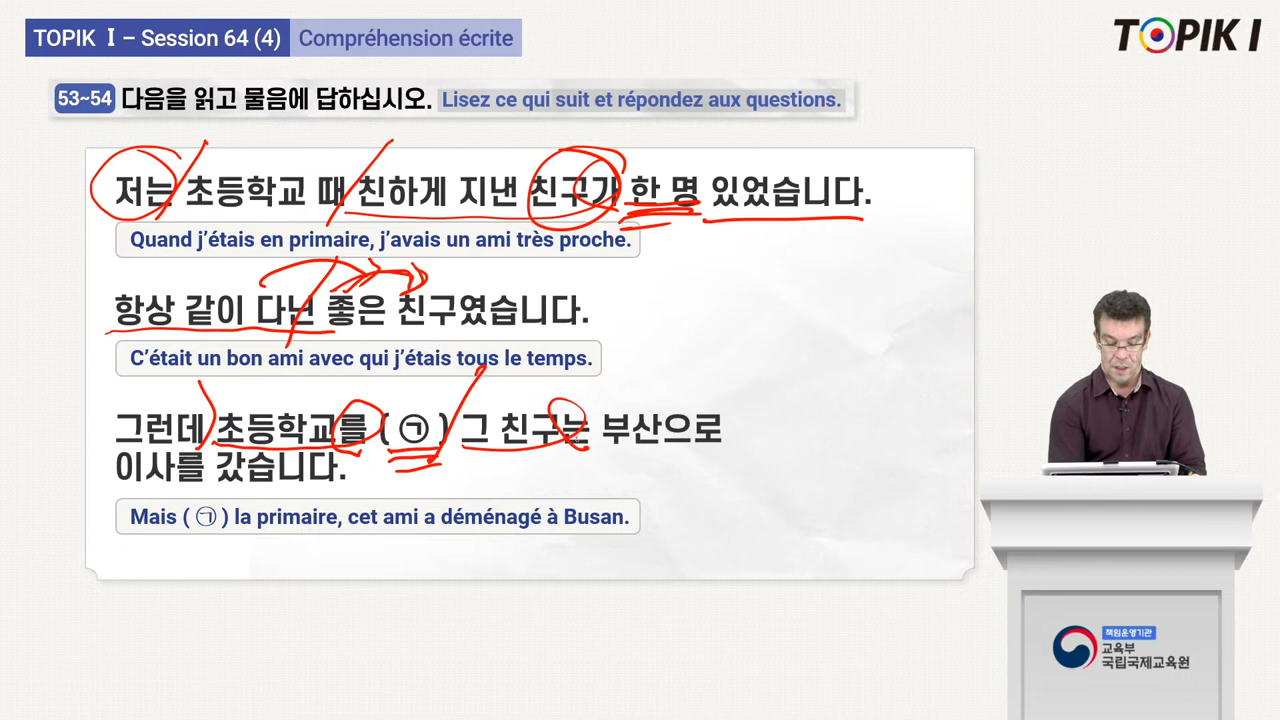 TOPIK Ⅰ – Session 64 (4) Compréhension écrite
TOPIK I
53~54 다음을 읽고 물음에 답하십시오. Lisez ce qui suit et répondez aux questions.
저는 초등학교 때 친하게 지낸 친구가 한 명 있었습니다.
Quand j'étais en primaire, j'avais un ami très proche.
항상 같이 다닌 좋은 친구였습니다.
C'était un bon ami avec qui j'étais tous le temps.
그런데 초등학교를 ( ㉠ ) 그 친구는 부산으로
이사를 갔습니다.
Mais ( ㉠ ) la primaire, cet ami a déménagé à Busan.
책임운영기관
교육부
국립국제교육원